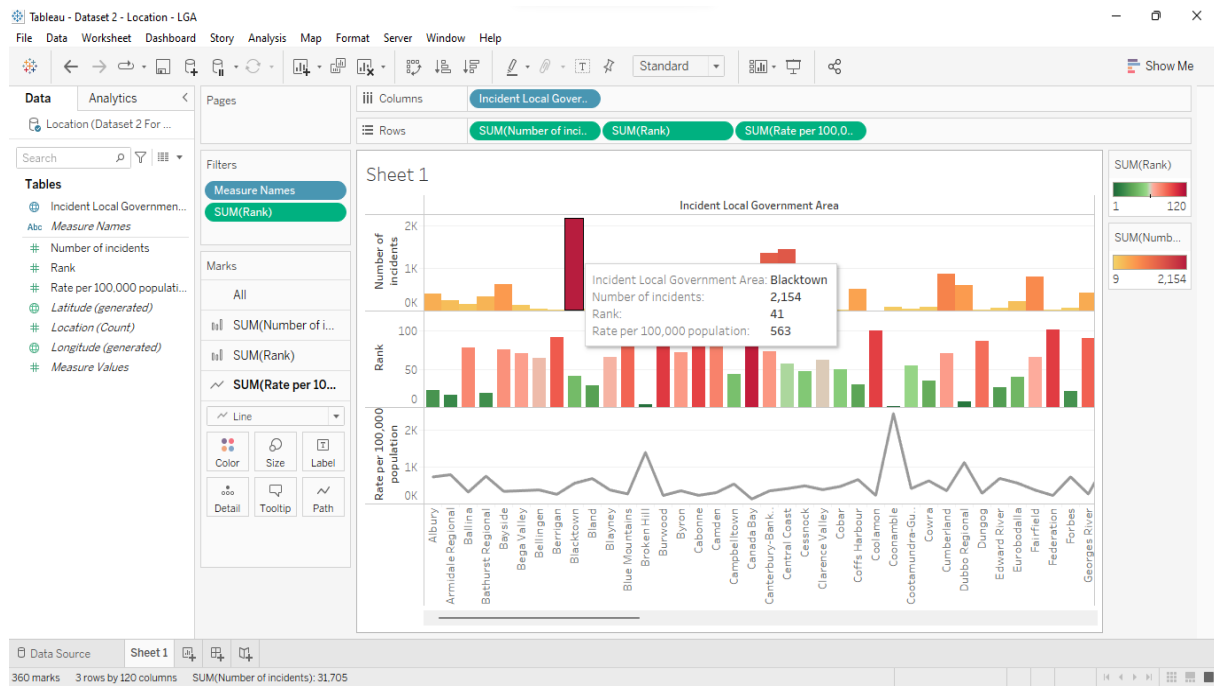 Tableau - Dataset 2 - Location - LGA
File Data Worksheet Dashboard Story Analysis Map Format Server Window Help
Standard
Show Me
Data
Analytics
Location (Dataset 2 For ...
Search
Tables
Incident Local Governmen...
Abc Measure Names
Number of incidents
Rank
Rate per 100,000 populati...
Latitude (generated)
Location (Count)
Longitude (generated)
Measure Values
Pages
Filters
Measure Names
SUM(Rank)
Marks
All
SUM(Number of i...
SUM(Rank)
SUM(Rate per 10...
Line
Color
Size
Label
Detail
Tooltip
Path
Columns
Incident Local Gover..
Rows
SUM(Number of inci..
SUM(Rank)
SUM(Rate per 100,0..
Sheet 1
Incident Local Government Area
Number of
incidents
2K
1K
0K
Rank
100
50
0
Rate per 100,000
population
2K
1K
0K
Incident Local Government Area: Blacktown
Number of incidents: 2,154
Rank: 41
Rate per 100,000 population: 563
Albury
Armidale Regional
Ballina
Bathurst Regional
Bayside
Bega Valley
Bellingen
Berrigan
Blacktown
Bland
Blayney
Blue Mountains
Broken Hill
Burwood
Byron
Cabonne
Camden
Campbelltown
Canada Bay
Canterbury-Bank..
Central Coast
Cessnock
Clarence Valley
Cobar
Coffs Harbour
Coolamon
Coonamble
Cootamundra-Gu..
Cowra
Cumberland
Dubbo Regional
Dungog
Edward River
Eurobodalla
Fairfield
Federation
Forbes
Georges River
SUM(Rank)
1 120
SUM(Numb...
9 2,154
Data Source
Sheet 1
360 marks 3 rows by 120 columns SUM(Number of incidents): 31,705